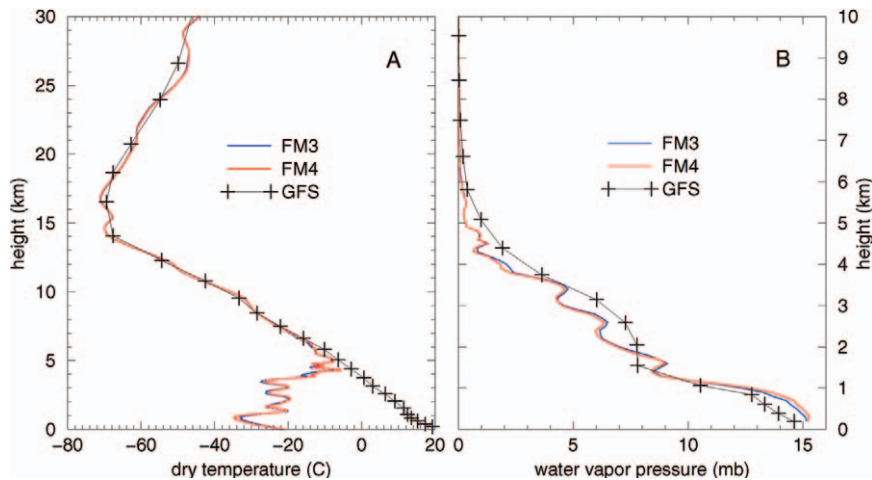 30
25
20
15
10
5
0
height (km)
A
FM3
FM4
GFS
−80
−60
−40
−20
0
20
dry temperature (C)
B
FM3
FM4
GFS
0
5
10
15
water vapor pressure (mb)
10
9
8
7
6
5
4
3
2
1
0
height (km)